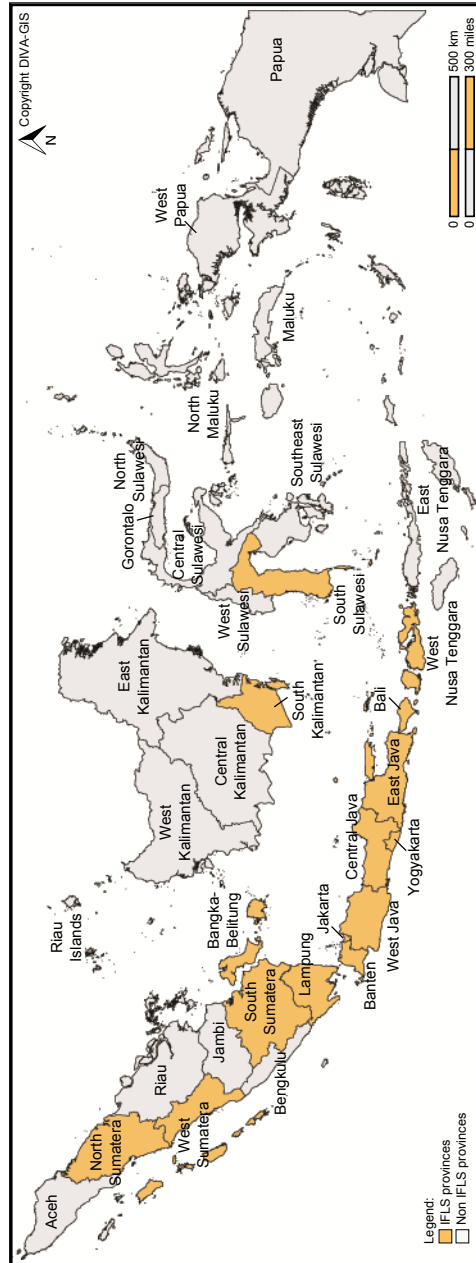 Copyright DIVA-GIS
N
Aceh
North
Sumatera
Riau
West
Sumatera
Jambi
Bengkulu
South
Sumatera
Lampung
Bangka-
Belitung
Riau
Islands
Banten
Jakarta
West Java
Central Java
Yogyakarta
East Java
Bali
West
Nusa Tenggara
East
Nusa Tenggara
West
Kalimantan
Central
Kalimantan
South
Kalimantan
East
Kalimantan
West
Sulawesi
South
Sulawesi
Central
Sulawesi
Gorontalo
North
Sulawesi
Southeast
Sulawesi
North
Maluku
Maluku
West
Papua
Papua
Legend:
IFLS provinces
Non IFLS provinces
0 500 km
0 300 miles